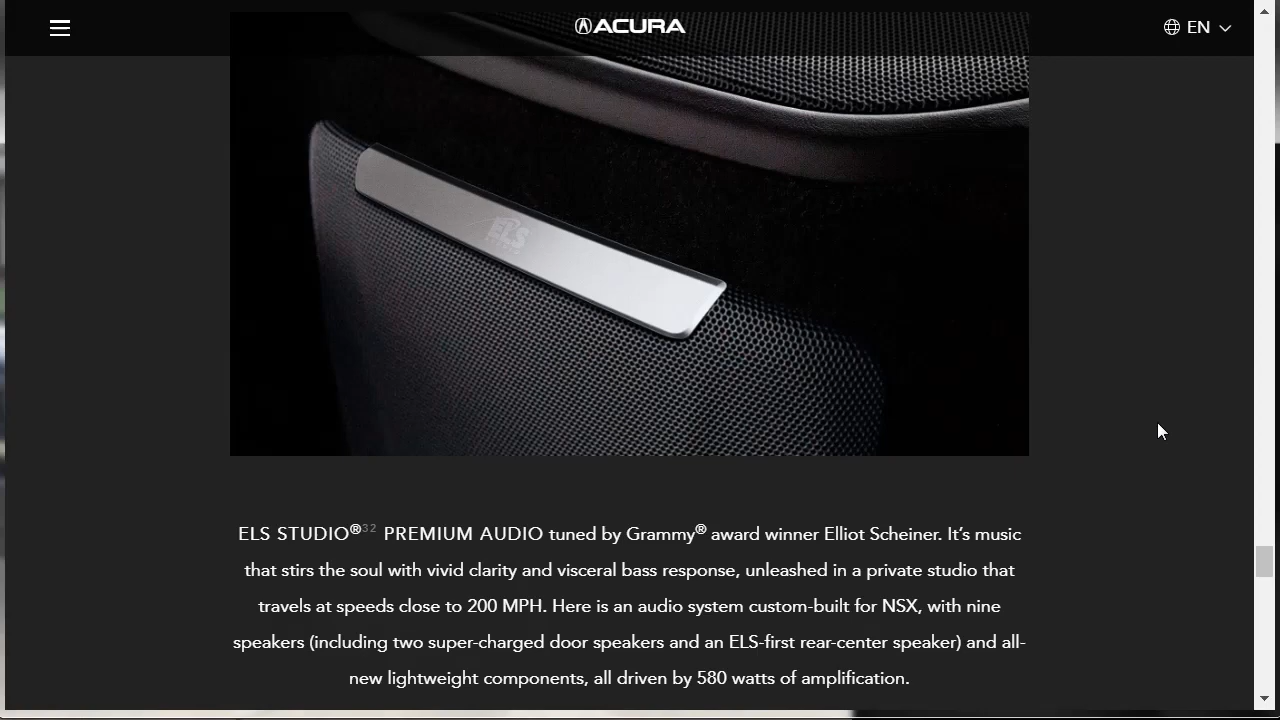 ACURA
EN
ELS
ELS STUDIO®32 PREMIUM AUDIO tuned by Grammy® award winner Elliot Scheiner. It’s music
that stirs the soul with vivid clarity and visceral bass response, unleashed in a private studio that
travels at speeds close to 200 MPH. Here is an audio system custom-built for NSX, with nine
speakers (including two super-charged door speakers and an ELS-first rear-center speaker) and all-
new lightweight components, all driven by 580 watts of amplification.